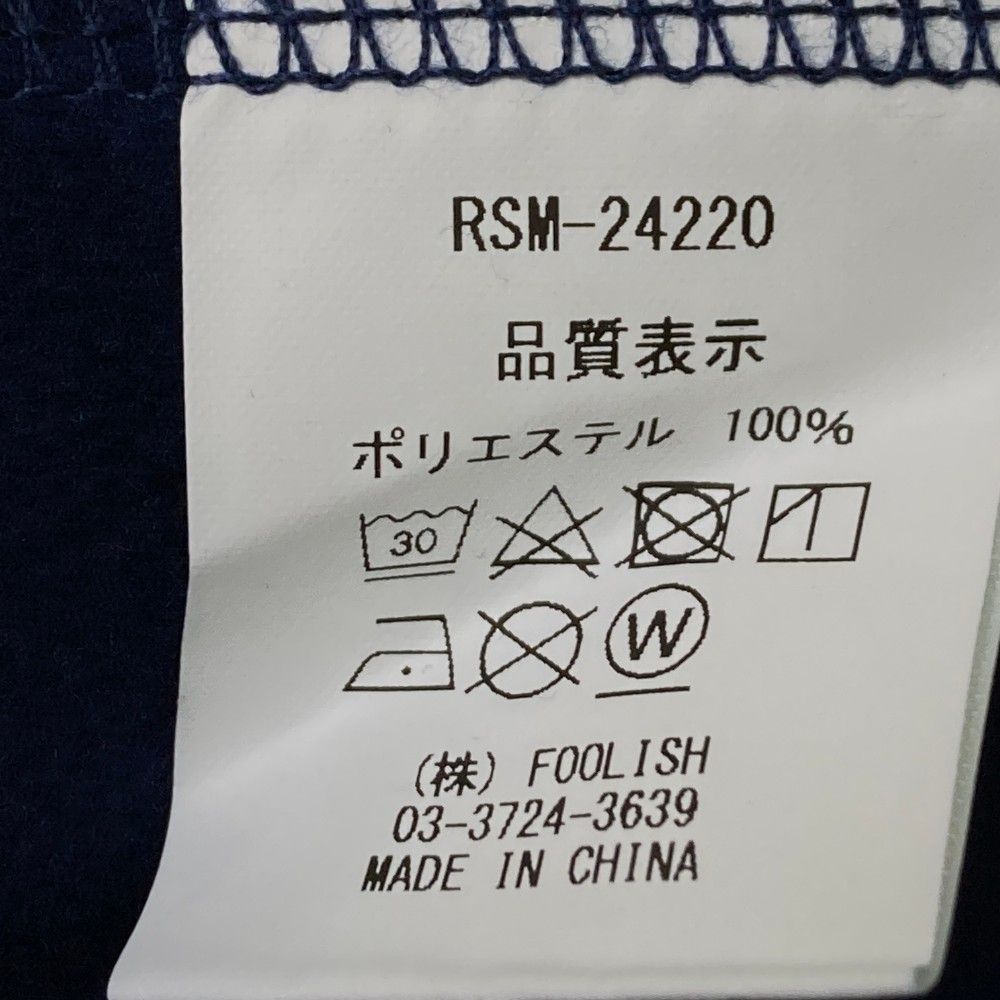 RSM-24220
品質表示
ポリエステル 100%
30
W
(株) FOOLISH
03-3724-3639
MADE IN CHINA